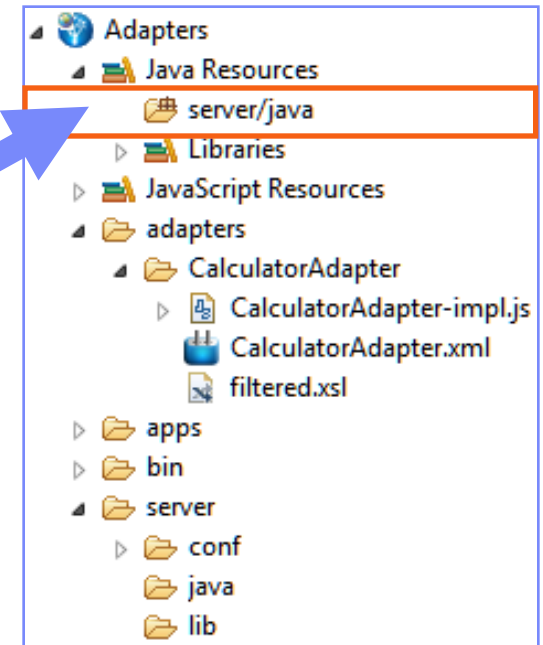 Adapters
Java Resources
server/java
Libraries
JavaScript Resources
adapters
CalculatorAdapter
CalculatorAdapter-impl.js
CalculatorAdapter.xml
filtered.xsl
apps
bin
server
conf
java
lib